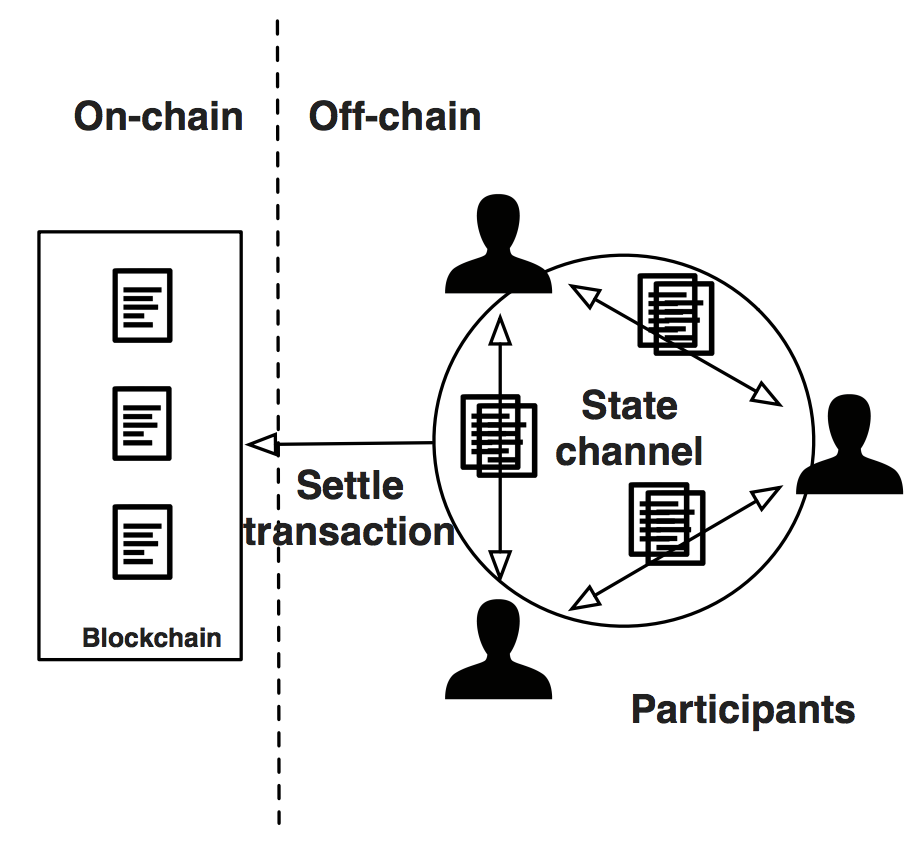 On-chain
Off-chain
State
channel
Settle
transaction
Blockchain
Participants